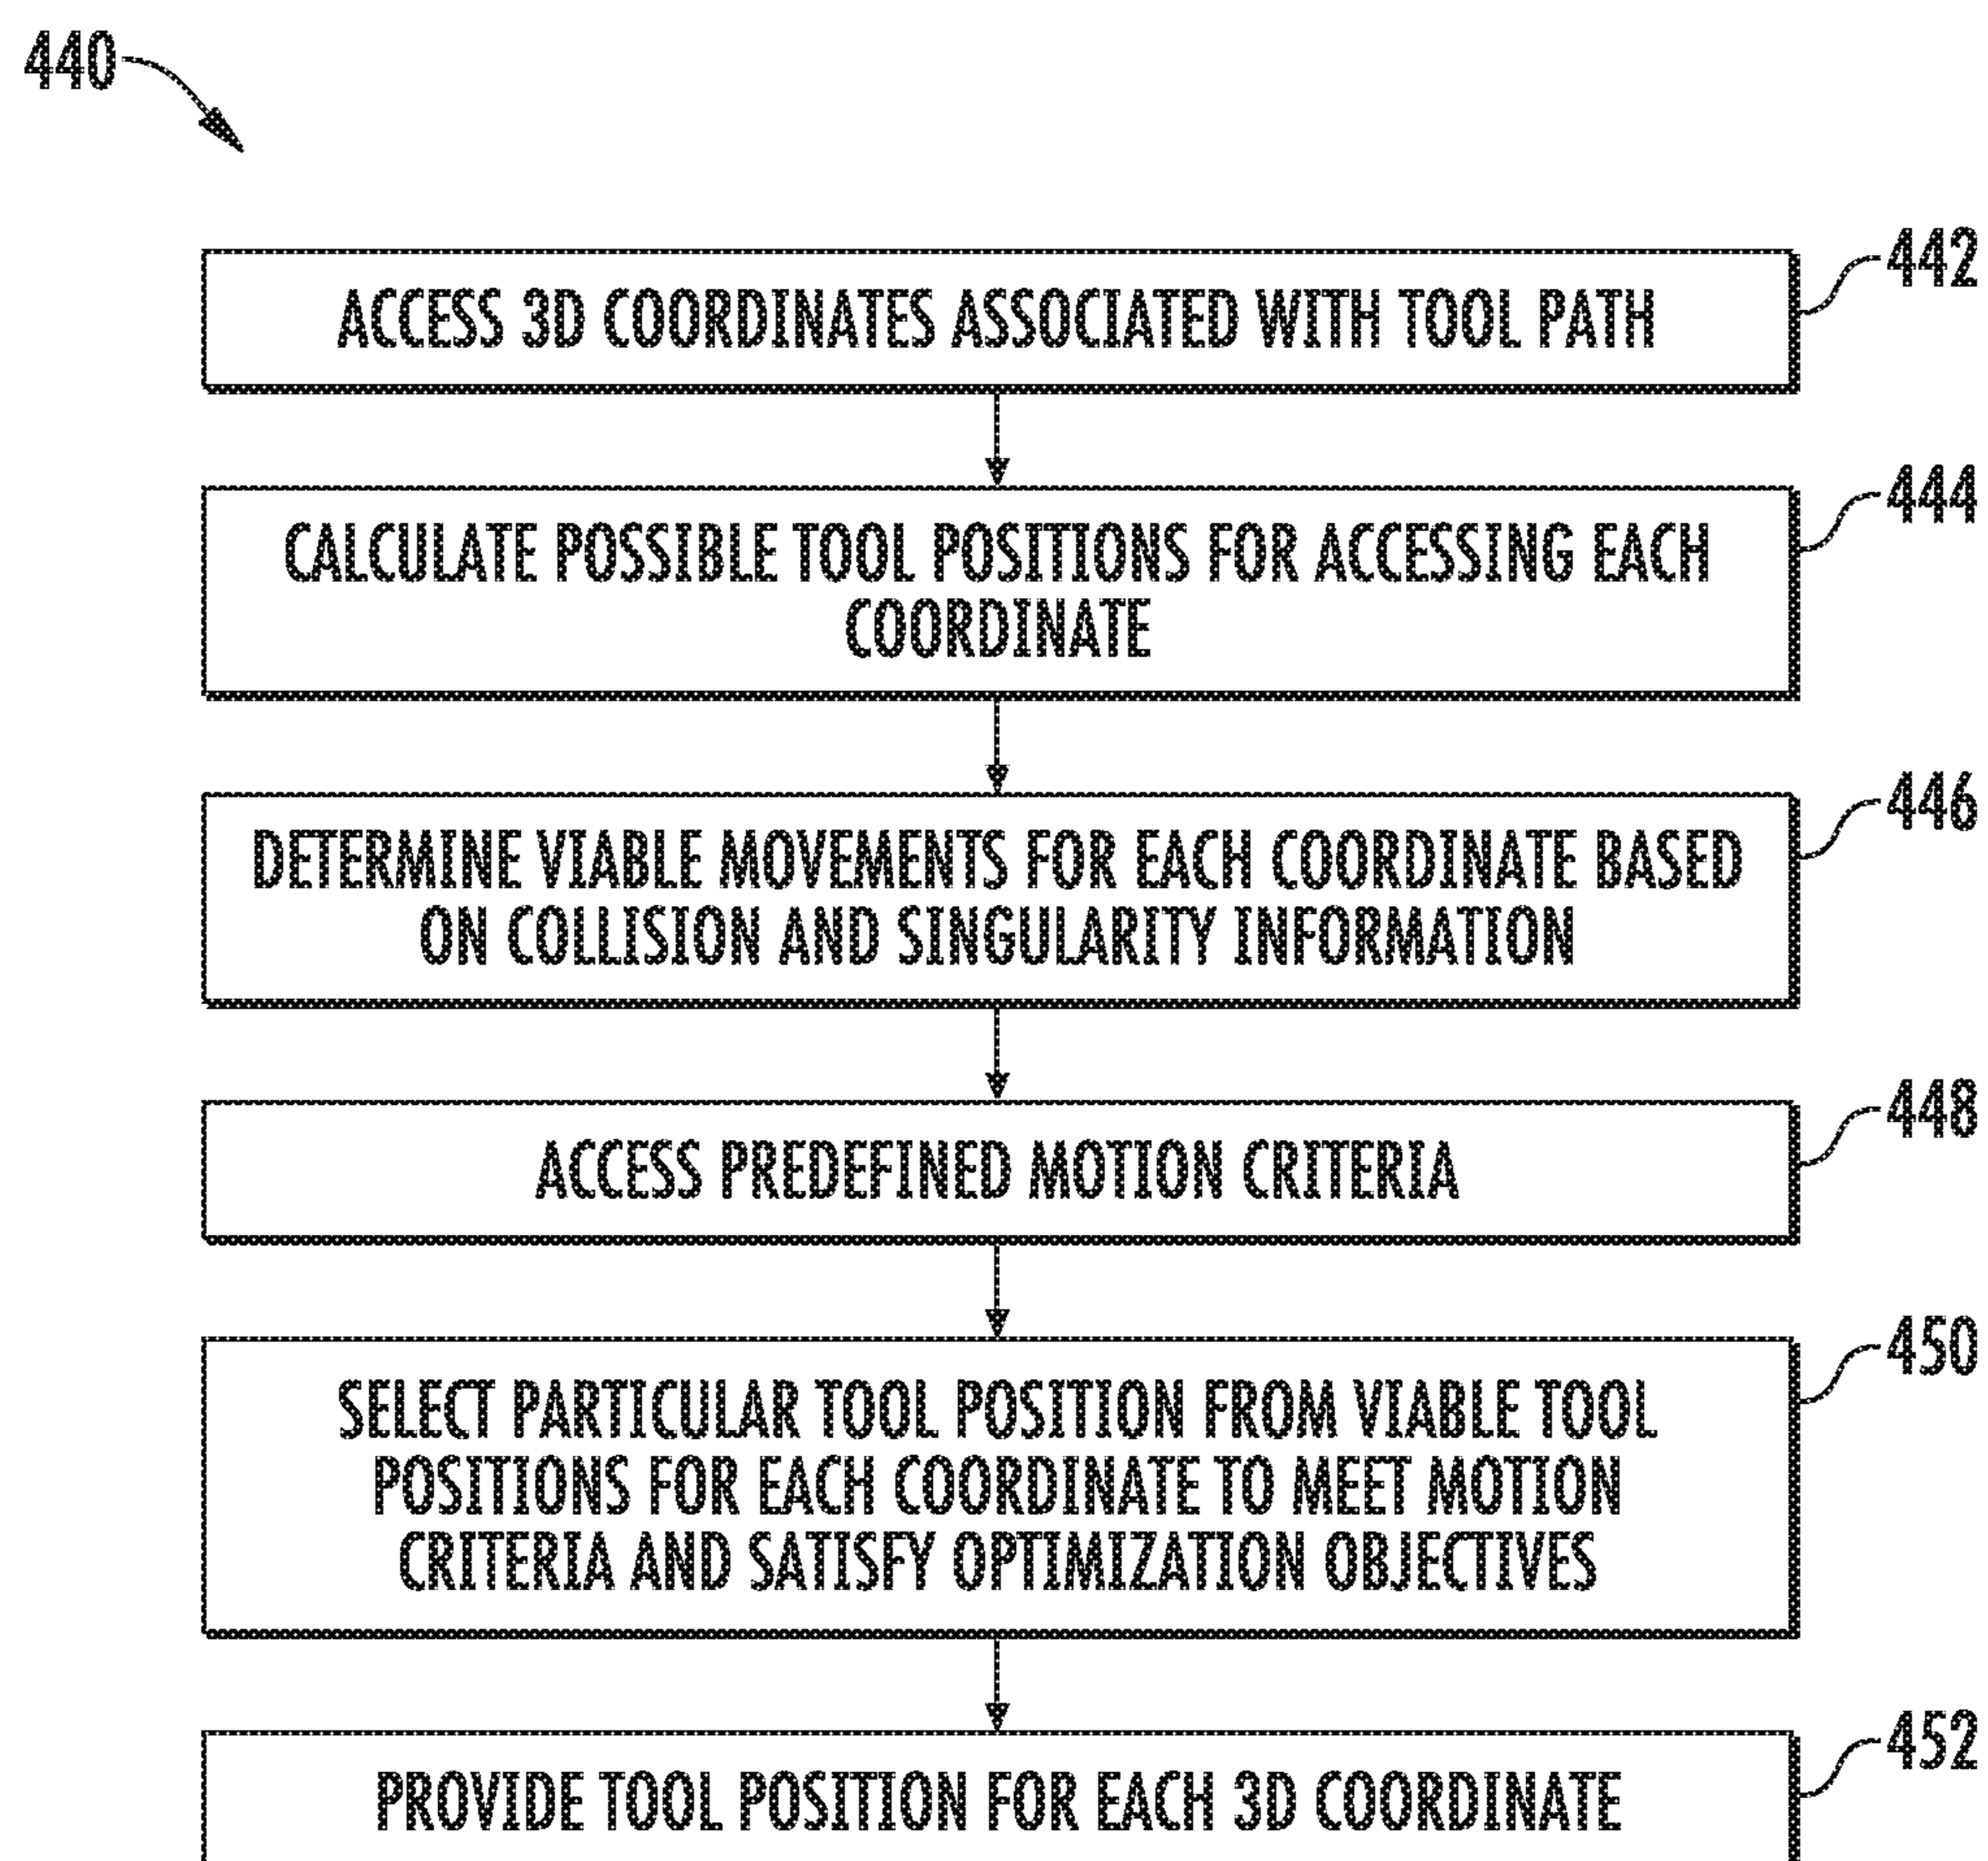 440
442
ACCESS 3D COORDINATES ASSOCIATED WITH TOOL PATH
444
CALCULATE POSSIBLE TOOL POSITIONS FOR ACCESSING EACH
COORDINATE
446
DETERMINE VIABLE MOVEMENTS FOR EACH COORDINATE BASED
ON COLLISION AND SINGULARITY INFORMATION
448
ACCESS PREDEFINED MOTION CRITERIA
450
SELECT PARTICULAR TOOL POSITION FROM VIABLE TOOL
POSITIONS FOR EACH COORDINATE TO MEET MOTION
CRITERIA AND SATISFY OPTIMIZATION OBJECTIVES
452
PROVIDE TOOL POSITION FOR EACH 3D COORDINATE